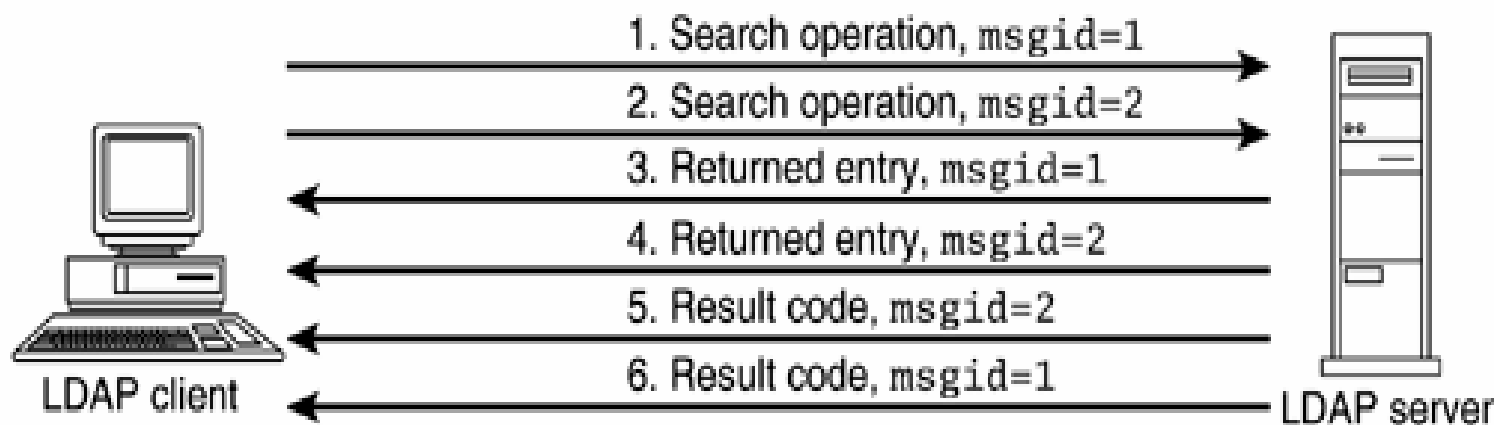 1. Search operation, msgid=1
2. Search operation, msgid=2
3. Returned entry, msgid=1
4. Returned entry, msgid=2
5. Result code, msgid=2
6. Result code, msgid=1
LDAP client
LDAP server